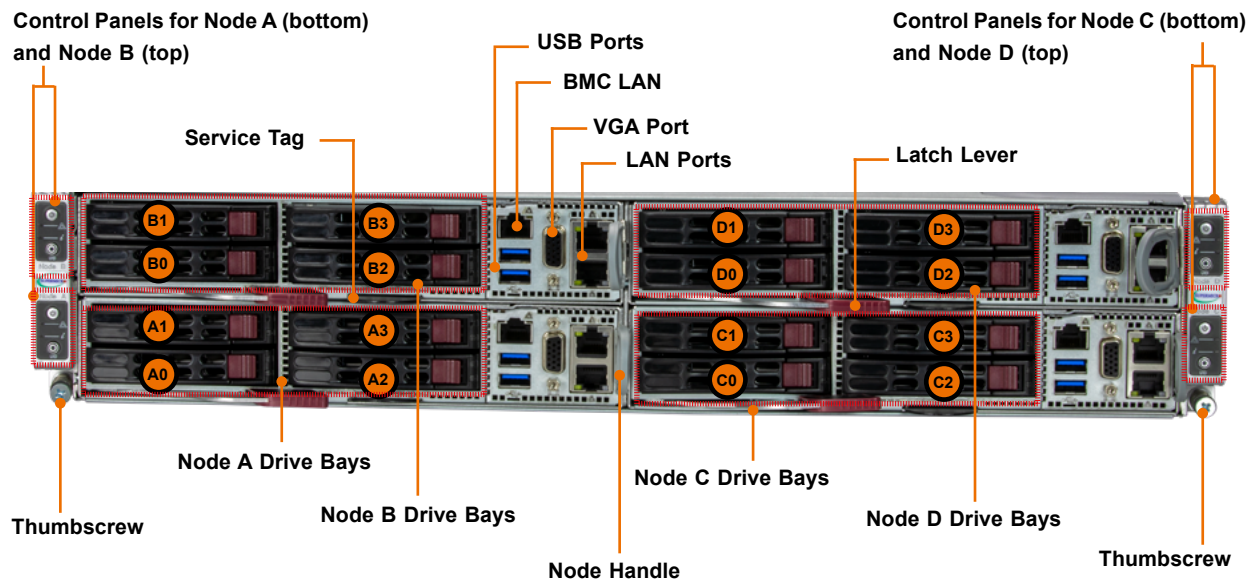 Control Panels for Node A (bottom)
and Node B (top)
Control Panels for Node C (bottom)
and Node D (top)
USB Ports
BMC LAN
VGA Port
LAN Ports
Service Tag
Latch Lever
B1
B3
D1
D3
B0
B2
D0
D2
Node B
A1
A3
C1
C3
A0
A2
C0
C2
Node A Drive Bays
Node C Drive Bays
Node B Drive Bays
Node D Drive Bays
Thumbscrew
Thumbscrew
Node Handle